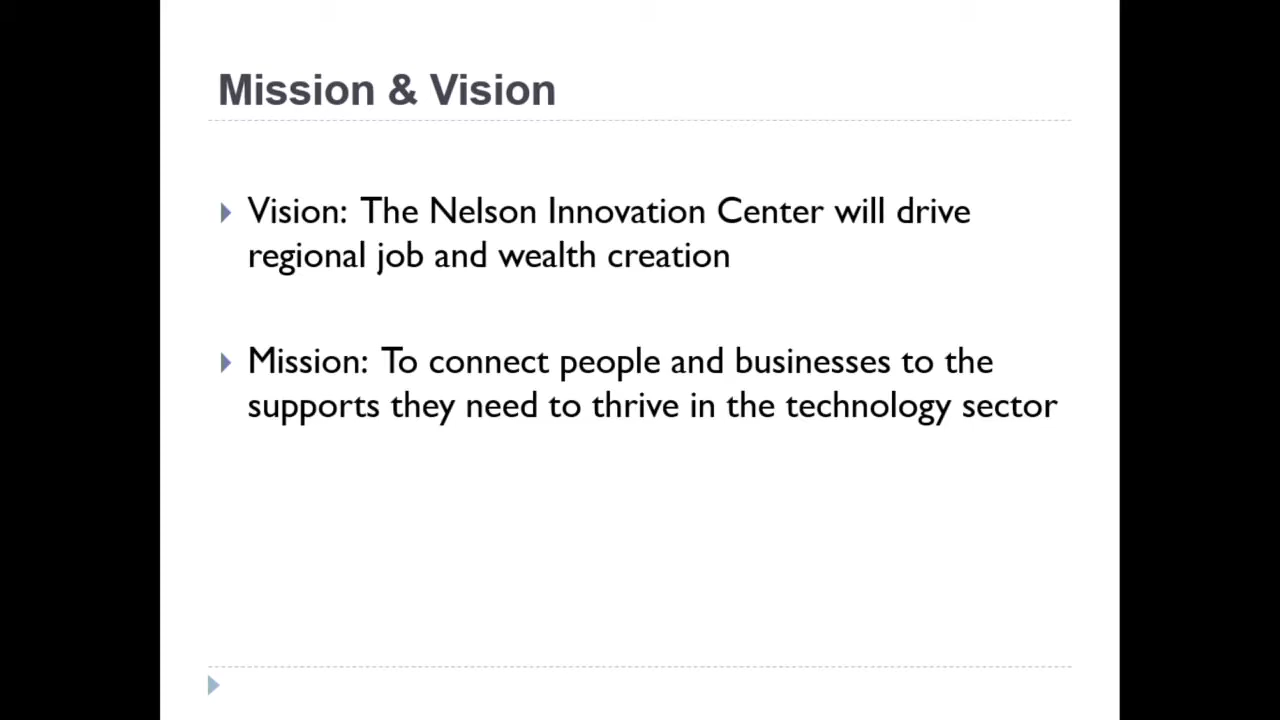 Mission & Vision
Vision: The Nelson Innovation Center will drive
regional job and wealth creation
Mission: To connect people and businesses to the
supports they need to thrive in the technology sector